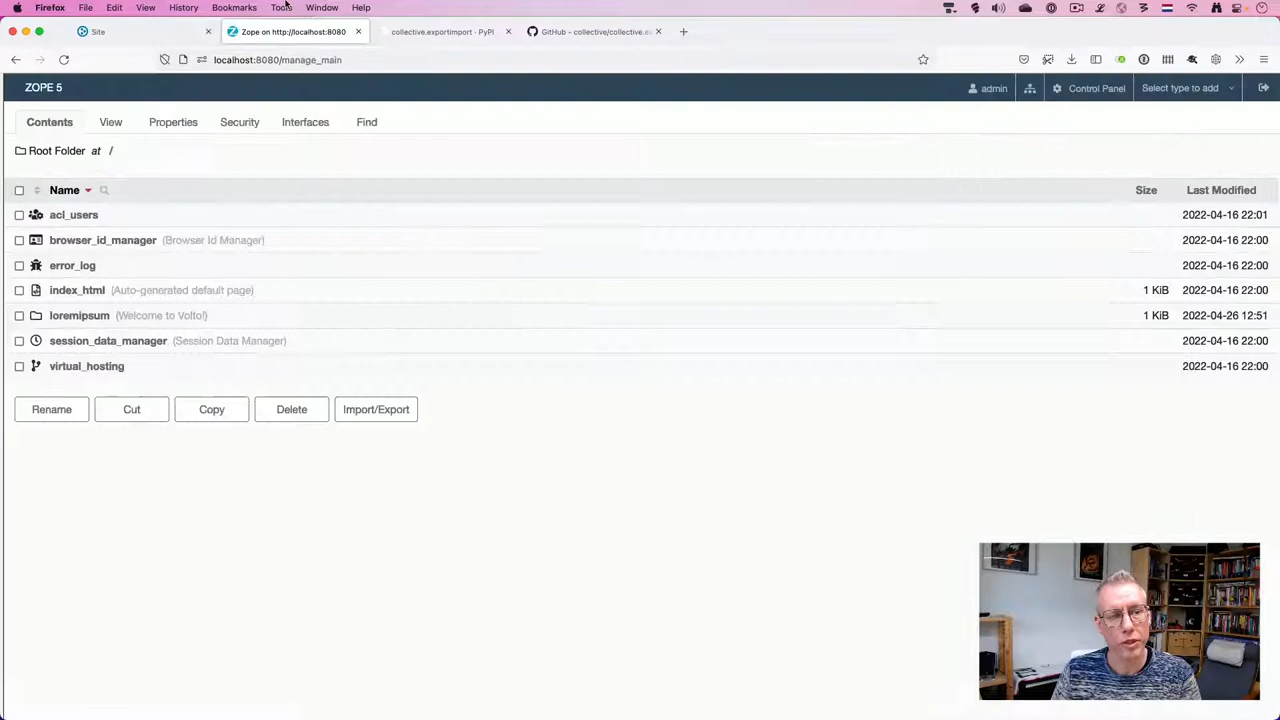 Firefox File Edit View History Bookmarks Tools Window Help
Site
Zope on http://localhost:8080
collective.exportimport · PyPI
GitHub - collective/collective.e
localhost:8080/manage_main
ZOPE 5
admin
Control Panel
Select type to add
Contents View Properties Security Interfaces Find
Root Folder at /
Name Size Last Modified
acl_users 2022-04-16 22:01
browser_id_manager (Browser Id Manager) 2022-04-16 22:00
error_log 2022-04-16 22:00
index_html (Auto-generated default page) 1 KiB 2022-04-16 22:00
loremipsum (Welcome to Volto!) 1 KiB 2022-04-26 12:51
session_data_manager (Session Data Manager) 2022-04-16 22:00
virtual_hosting 2022-04-16 22:00
Rename Cut Copy Delete Import/Export